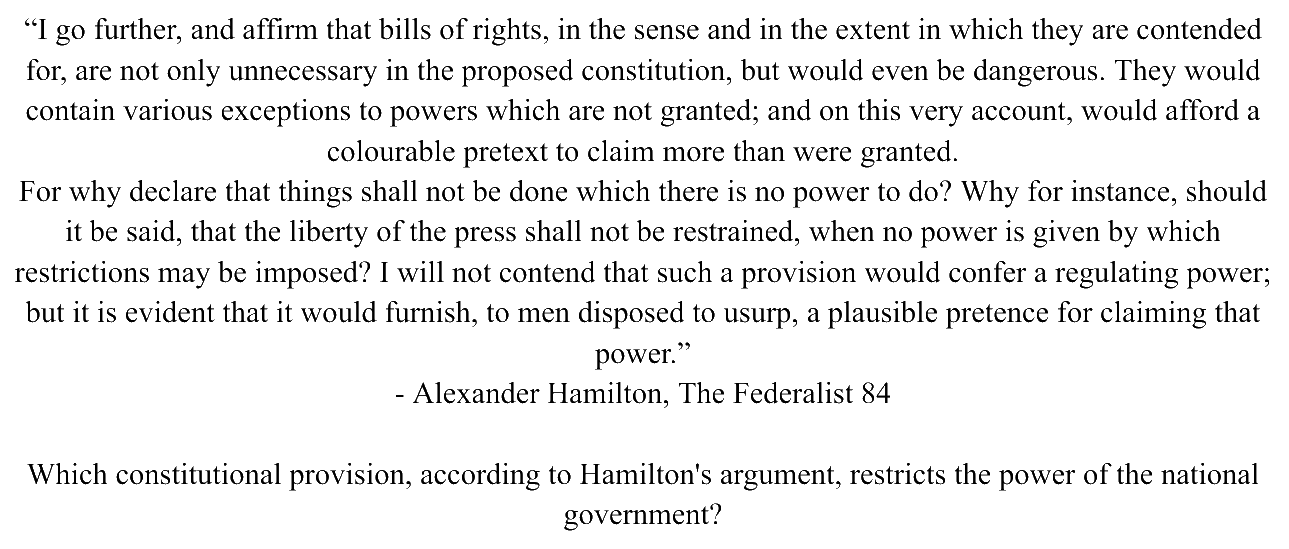 “I go further, and affirm that bills of rights, in the sense and in the extent in which they are contended
for, are not only unnecessary in the proposed constitution, but would even be dangerous. They would
contain various exceptions to powers which are not granted; and on this very account, would afford a
colourable pretext to claim more than were granted.
For why declare that things shall not be done which there is no power to do? Why for instance, should
it be said, that the liberty of the press shall not be restrained, when no power is given by which
restrictions may be imposed? I will not contend that such a provision would confer a regulating power;
but it is evident that it would furnish, to men disposed to usurp, a plausible pretence for claiming that
power.”
- Alexander Hamilton, The Federalist 84
Which constitutional provision, according to Hamilton's argument, restricts the power of the national
government?